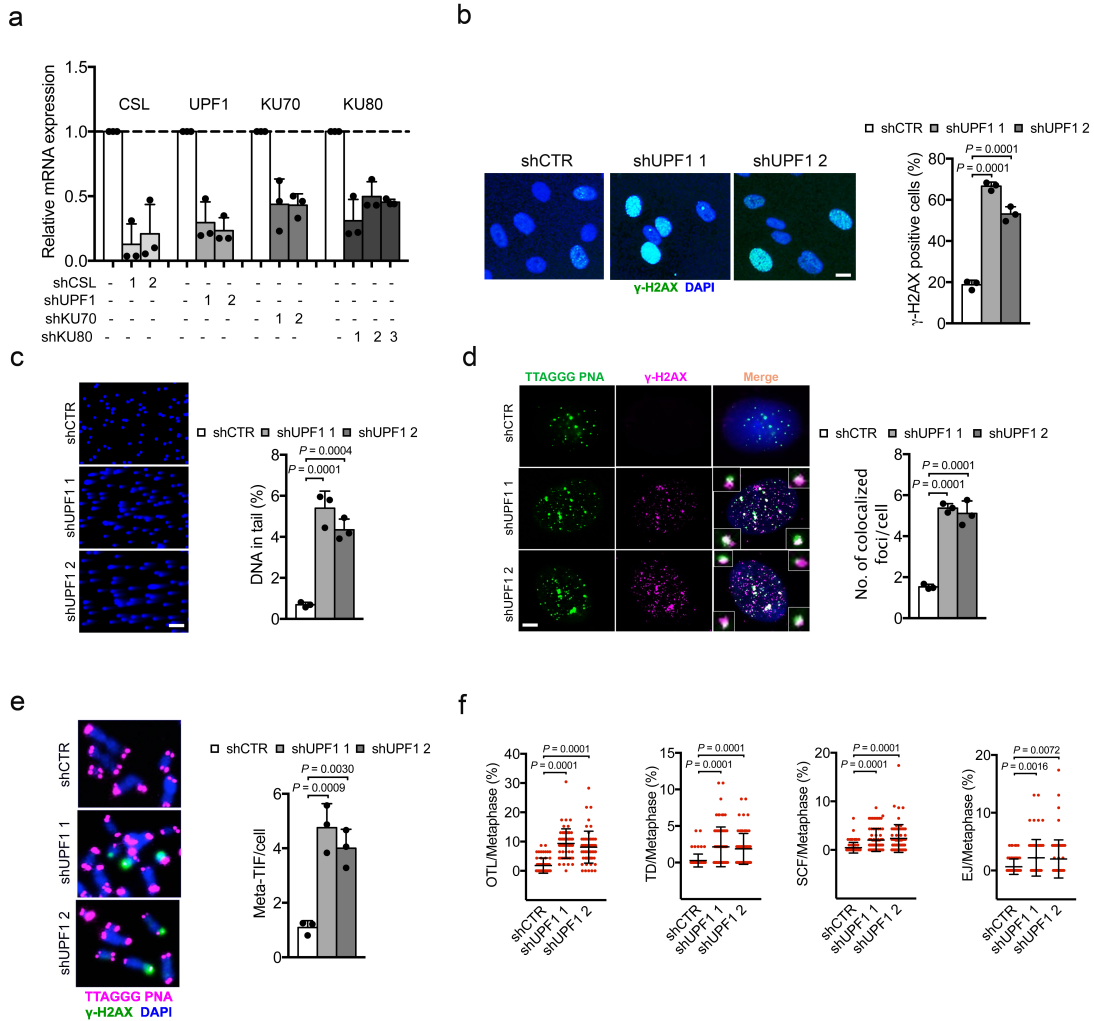 a
1.5
1.0
0.5
0.0
Relative mRNA expression
CSL UPF1 KU70 KU80
shCSL - 1 2 - - - - - - - - - -
shUPF1 - - - - 1 2 - - - - - - -
shKU70 - - - - - - - 1 2 - - - -
shKU80 - - - - - - - - - - 1 2 3
b
shCTR shUPF1 1 shUPF1 2
γ-H2AX DAPI
shCTR shUPF1 1 shUPF1 2
P = 0.0001
P = 0.0001
80
60
40
20
0
γ-H2AX positive cells (%)
c
shCTR
shUPF1 1
shUPF1 2
shCTR shUPF1 1 shUPF1 2
P = 0.0004
P = 0.0001
8
6
4
2
0
DNA in tail (%)
d
TTAGGG PNA γ-H2AX Merge
shCTR
shUPF1 1
shUPF1 2
shCTR shUPF1 1 shUPF1 2
P = 0.0001
P = 0.0001
8
6
4
2
0
No. of colocalized
foci/cell
e
shCTR
shUPF1 1
shUPF1 2
TTAGGG PNA
γ-H2AX DAPI
shCTR shUPF1 1 shUPF1 2
P = 0.0030
P = 0.0009
6
4
2
0
Meta-TIF/cell
f
P = 0.0001
P = 0.0001
40
30
20
10
0
OTL/Metaphase (%)
shCTR
shUPF1 1
shUPF1 2
P = 0.0001
P = 0.0001
15
10
5
0
TD/Metaphase (%)
shCTR
shUPF1 1
shUPF1 2
P = 0.0001
P = 0.0001
20
10
0
SCF/Metaphase (%)
shCTR
shUPF1 1
shUPF1 2
P = 0.0072
P = 0.0016
20
15
10
5
0
EJ/Metaphase (%)
shCTR
shUPF1 1
shUPF1 2